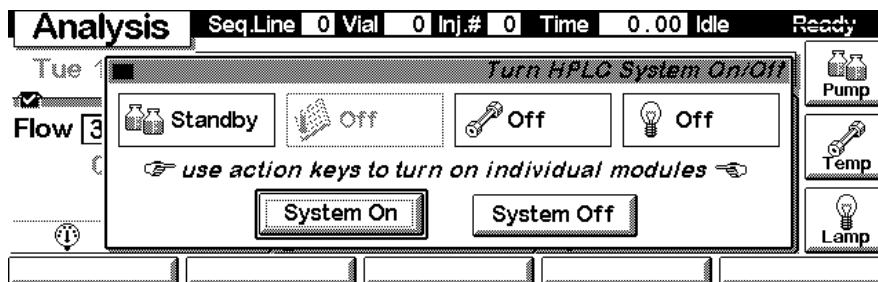 Analysis Seq.Line 0 Vial 0 Inj.# 0 Time 0.00 Idle Ready
Tue
Turn HPLC System On/Off
Pump
Standby Off Off Off
Flow 3
use action keys to turn on individual modules
Temp
System On System Off
Lamp